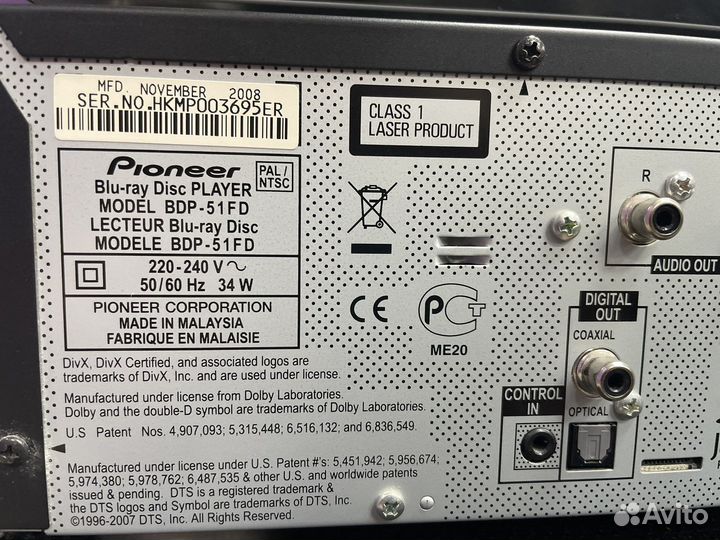 MFD. NOVEMBER 2008
SER.NO.HKMP003695ER
Pioneer
PAL/
NTSC
Blu-ray Disc PLAYER
MODEL BDP-51FD
LECTEUR Blu-ray Disc
MODELE BDP-51FD
220-240 V~
50/60 Hz 34 W
PIONEER CORPORATION
MADE IN MALAYSIA
FABRIQUE EN MALAISIE
DivX, DivX Certified, and associated logos are
trademarks of DivX, Inc. and are used under license.
Manufactured under license from Dolby Laboratories.
Dolby and the double-D symbol are trademarks of Dolby Laboratories.
U.S Patent Nos. 4,907,093; 5,315,448; 6,516,132; and 6,836,549.
Manufactured under license under U.S. Patent #'s: 5,451,942; 5,956,674;
5,974,380; 5,978,762; 6,487,535 & other U.S. and worldwide patents
issued & pending. DTS is a registered trademark &
the DTS logos and Symbol are trademarks of DTS, Inc.
©1996-2007 DTS, Inc. All Rights Reserved.
CLASS 1
LASER PRODUCT
CE
РСТ
ME20
R
AUDIO OUT
DIGITAL
OUT
COAXIAL
CONTROL
IN
OPTICAL
Avito